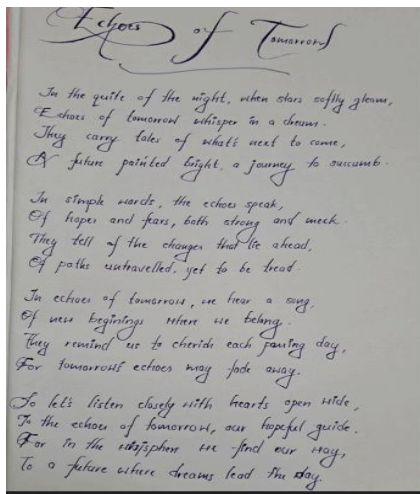 Echoes of Tomorrow
In the quite of the night, when stars softly gleam,
Echoes of tomorrow whisper in a dream.
They carry tales of what's next to come,
A future painted bright, a journey to succumb.
In simple words, the echoes speak,
Of hopes and fears, both strong and meek.
They tell of the changes that lie ahead,
Of paths untravelled, yet to be tread.
In echoes of tomorrow, we hear a song,
Of new beginings where we belong.
They remind us to cherish each passing day,
For tomorrow's echoes may fade away.
So let's listen closely with hearts open wide,
To the echoes of tomorrow, our hopeful guide.
For in the we find our way,
To a future where dreams lead the day.